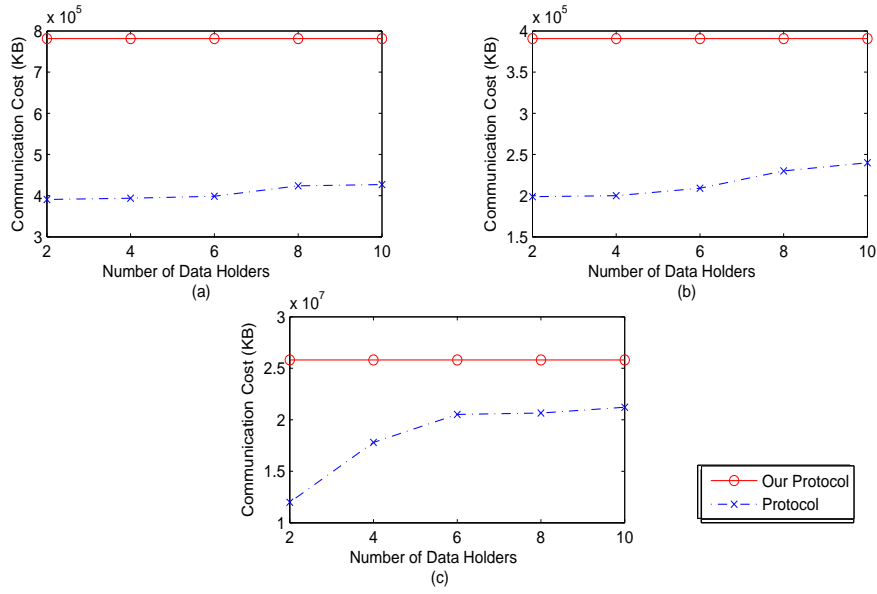 x 10^5
Communication Cost (KB)
8
7
6
5
4
3
2 4 6 8 10
Number of Data Holders
(a)
x 10^5
Communication Cost (KB)
4
3.5
3
2.5
2
1.5
2 4 6 8 10
Number of Data Holders
(b)
x 10^7
Communication Cost (KB)
3
2.5
2
1.5
1
2 4 6 8 10
Number of Data Holders
(c)
Our Protocol
Protocol